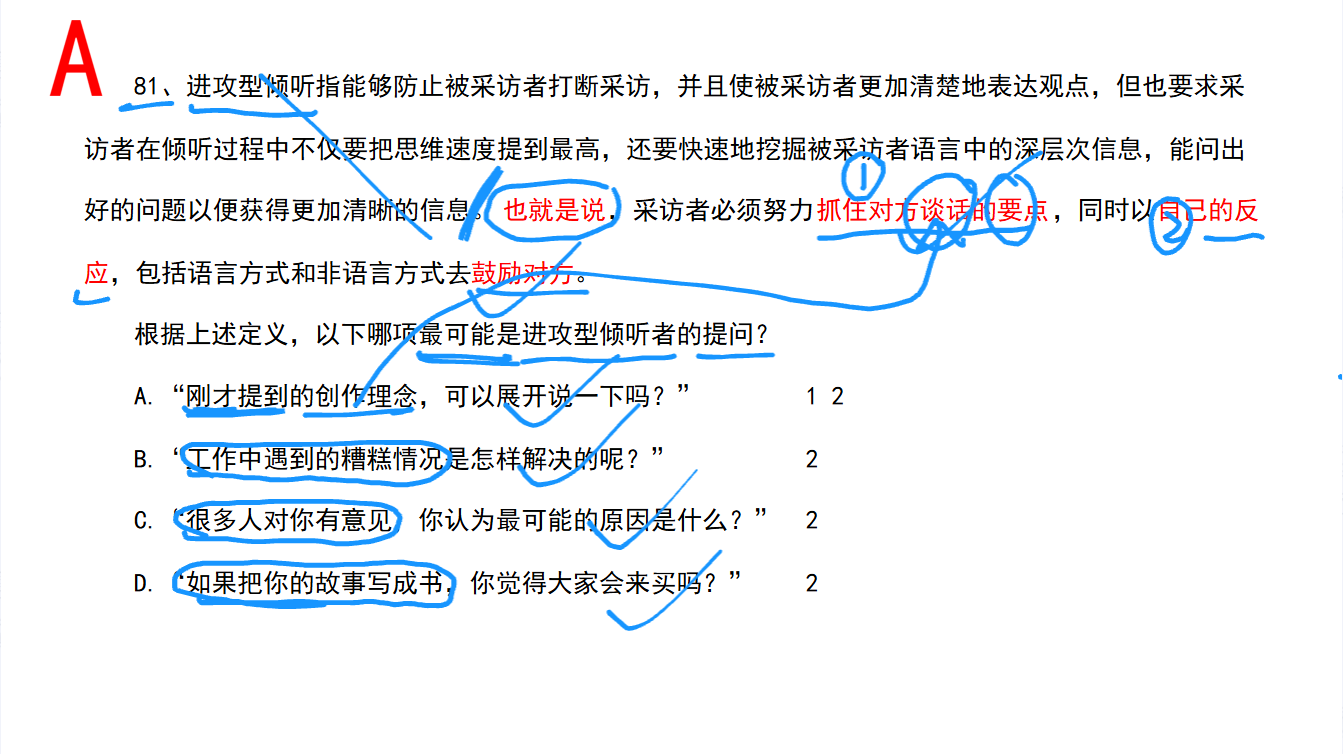 A
81、进攻型倾听指能够防止被采访者打断采访，并且使被采访者更加清楚地表达观点，但也要求采
访者在倾听过程中不仅要把思维速度提到最高，还要快速地挖掘被采访者语言中的深层次信息，能问出
①
好的问题以便获得更加清晰的信息。也就是说，采访者必须努力抓住对方谈话的要点，同时以自己的反
②
应，包括语言方式和非语言方式去鼓励对方。
根据上述定义，以下哪项最可能是进攻型倾听者的提问？
A. “刚才提到的创作理念，可以展开说一下吗？” 1 2
B. “工作中遇到的糟糕情况是怎样解决的呢？” 2
C. “很多人对你有意见，你认为最可能的原因是什么？” 2
D. “如果把你的故事写成书，你觉得大家会来买吗？” 2